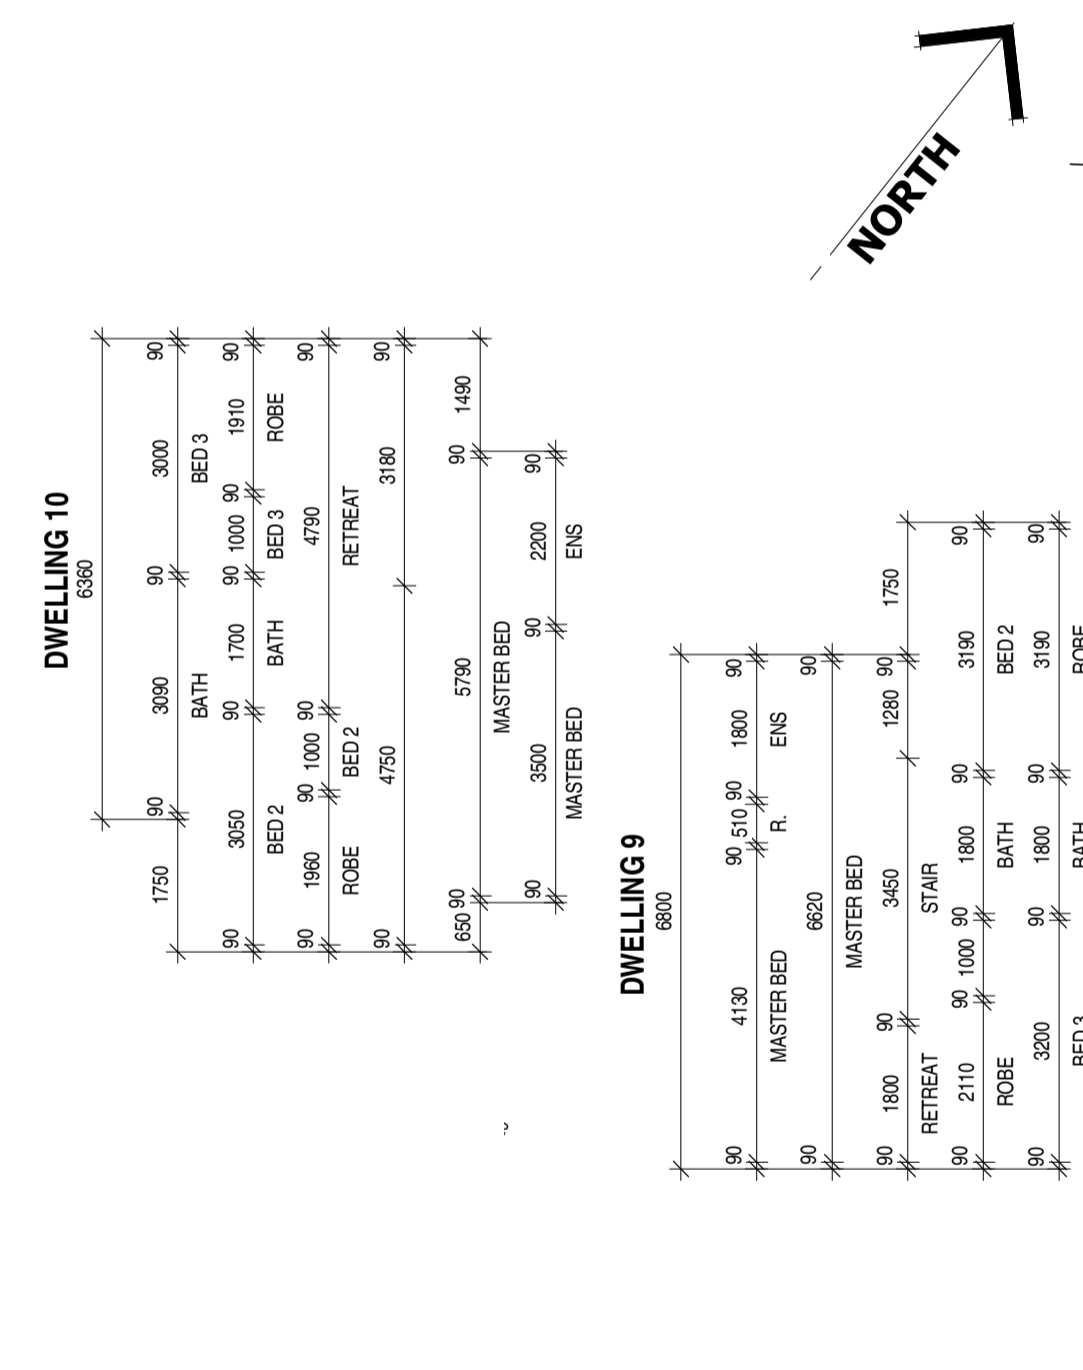 DWELLING 10
6360
1750 90 3090 90 3000 90
BATH BED 3
90 3050 90 1700 90 1000 90 1910 90
BED 2 BATH BED 3 ROBE
90 1960 90 1000 90 4790 90
ROBE BED 2 RETREAT
90 4750 3180 90
650 90 5790 90 1490
MASTER BED
90 3500 90 2200 90
MASTER BED ENS
NORTH
DWELLING 9
6800
90 4130 90 510 90 1800 90
MASTER BED R. ENS
90 6620 90
MASTER BED
90 1800 90 3450 1280 90 1750
RETREAT STAIR
90 2110 90 1000 90 1800 90 3190 90
ROBE BATH BED 2
90 3200 90 1800 90 3190 90
BED 3 BATH ROBE